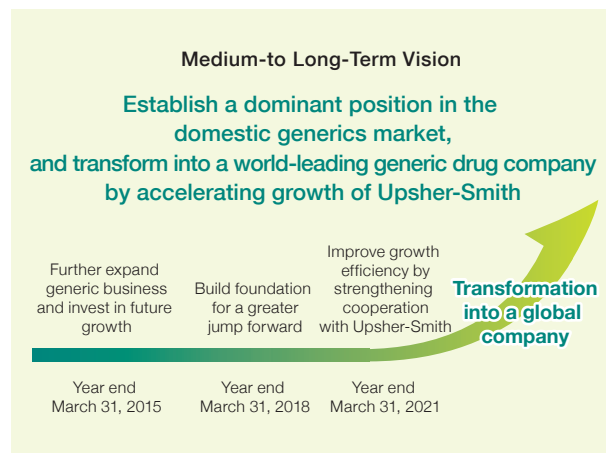 Medium-to Long-Term Vision
Establish a dominant position in the
domestic generics market,
and transform into a world-leading generic drug company
by accelerating growth of Upsher-Smith
Further expand
generic business
and invest in future
growth
Build foundation
for a greater
jump forward
Improve growth
efficiency by
strengthening
cooperation
with Upsher-Smith
Transformation
into a global
company
Year end
March 31, 2015
Year end
March 31, 2018
Year end
March 31, 2021